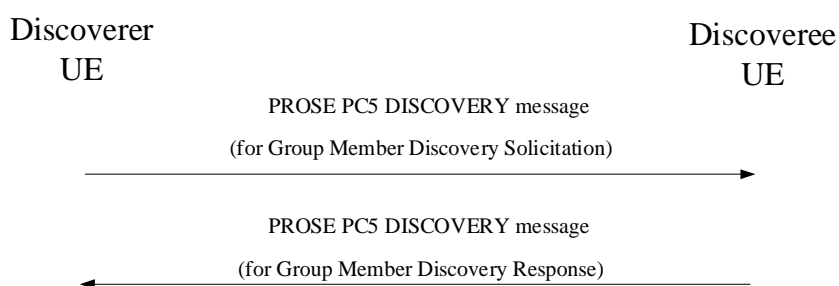 Discoverer
UE
Discoveree
UE
PROSE PC5 DISCOVERY message
(for Group Member Discovery Solicitation)
PROSE PC5 DISCOVERY message
(for Group Member Discovery Response)